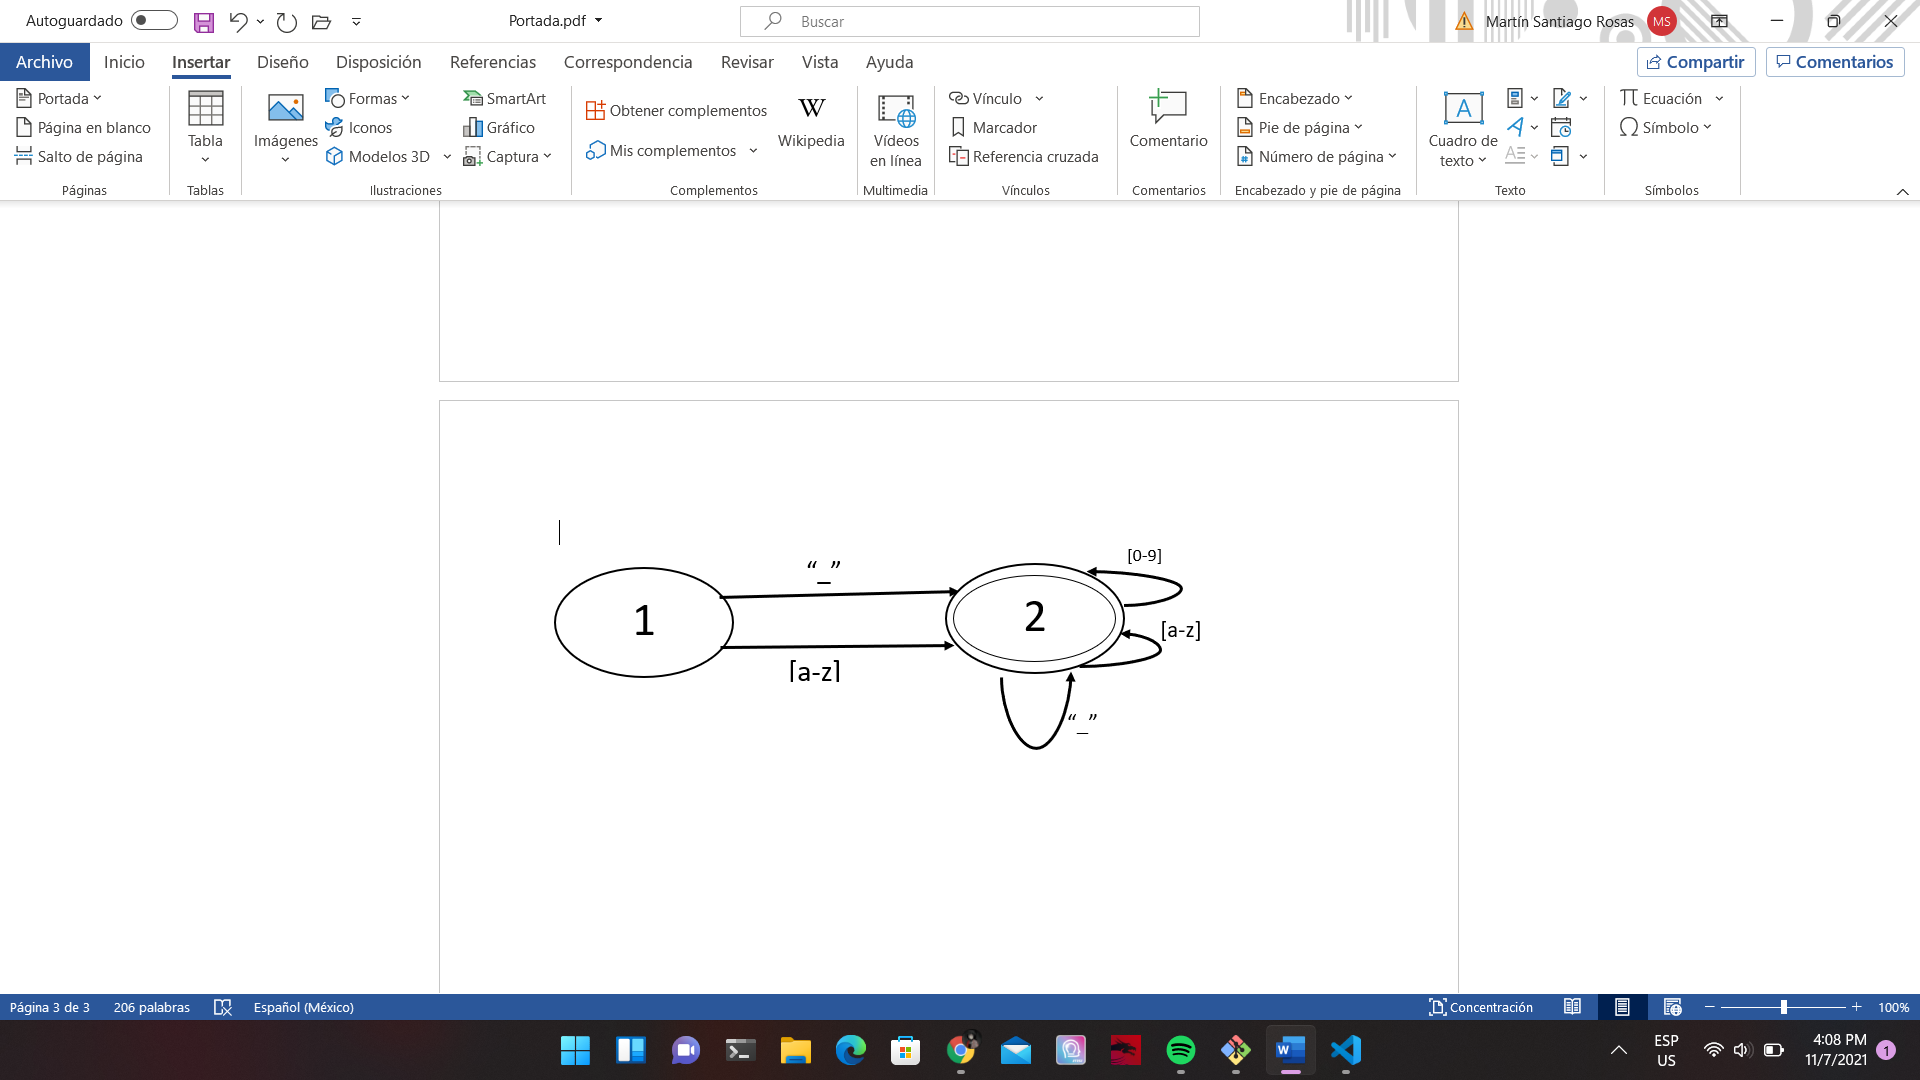 Autoguardado
Portada.pdf
Buscar
Martín Santiago Rosas
MS
Archivo
Inicio
Insertar
Diseño
Disposición
Referencias
Correspondencia
Revisar
Vista
Ayuda
Compartir
Comentarios
Portada
Página en blanco
Salto de página
Páginas
Tabla
Tablas
Imágenes
Formas
Iconos
Modelos 3D
SmartArt
Gráfico
Captura
Ilustraciones
Obtener complementos
Mis complementos
W
Wikipedia
Complementos
Vídeos
en línea
Multimedia
Vínculo
Marcador
Referencia cruzada
Vínculos
Comentario
Comentarios
Encabezado
Pie de página
Número de página
Encabezado y pie de página
A
Cuadro de
texto
Texto
Ecuación
Símbolo
Símbolos
“_”
[0-9]
1
2
[a-z]
[a-z]
“_”
Página 3 de 3
206 palabras
Español (México)
Concentración
100%
ESP
US
4:08 PM
11/7/2021
1